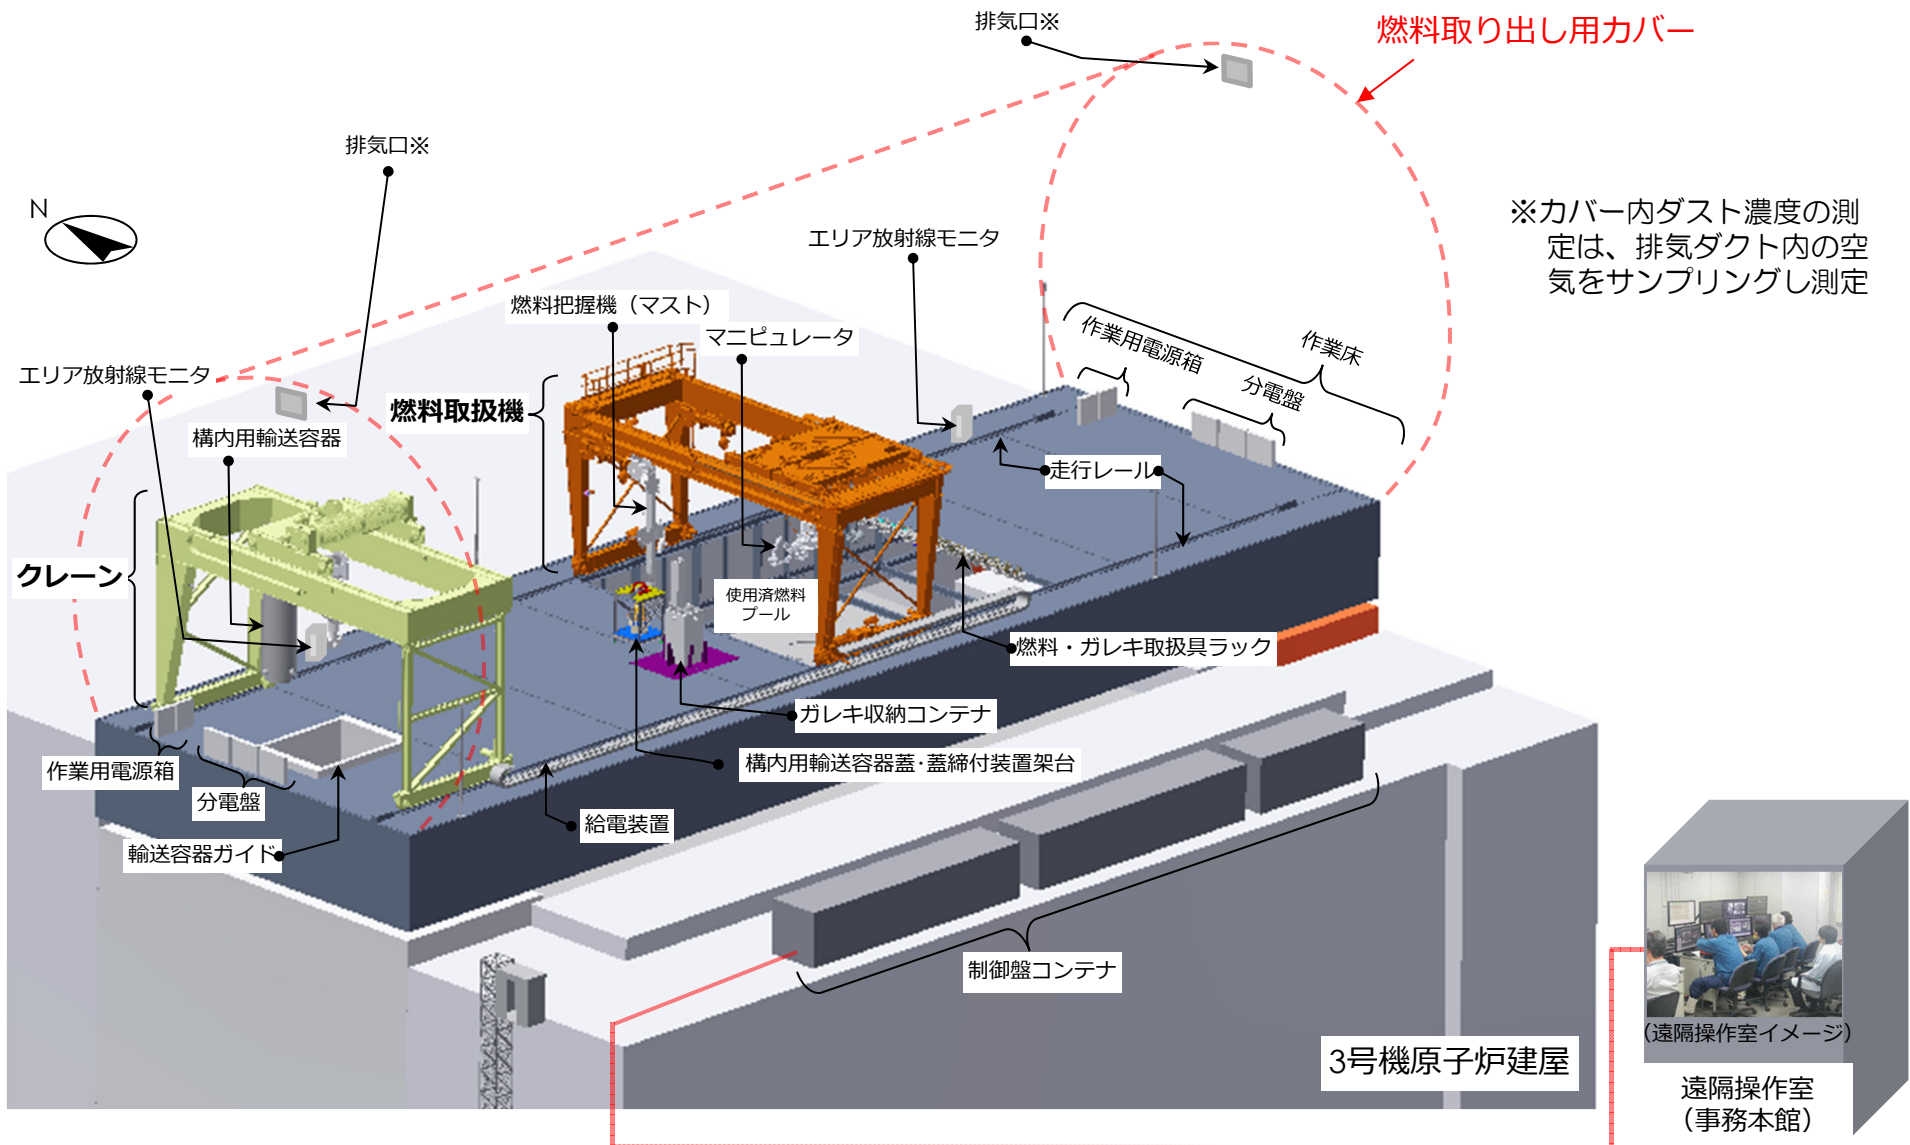 排気口※
燃料取り出し用カバー
排気口※
N
※カバー内ダスト濃度の測
定は、排気ダクト内の空
気をサンプリングし測定
エリア放射線モニタ
燃料把握機（マスト）
マニピュレータ
作業用電源箱
作業床
分電盤
エリア放射線モニタ
燃料取扱機
構内用輸送容器
走行レール
クレーン
使用済燃料
プール
燃料・ガレキ取扱具ラック
ガレキ収納コンテナ
構内用輸送容器蓋・蓋締付装置架台
作業用電源箱
分電盤
給電装置
輸送容器ガイド
制御盤コンテナ
3号機原子炉建屋
（遠隔操作室イメージ）
遠隔操作室
（事務本館）